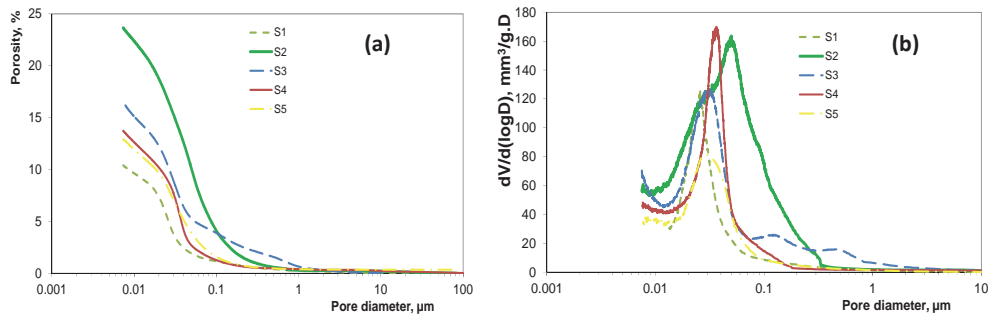 Porosity, %
25
20
15
10
5
0
(a)
S1
S2
S3
S4
S5
0.001 0.01 0.1 1 10 100
Pore diameter, µm
dV/d(logD), mm³/g.D
180
160
140
120
100
80
60
40
20
0
(b)
S1
S2
S3
S4
S5
0.001 0.01 0.1 1 10
Pore diameter, µm